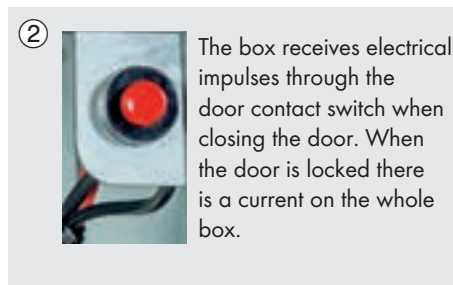 ②
The box receives electrical
impulses through the
door contact switch when
closing the door. When
the door is locked there
is a current on the whole
box.